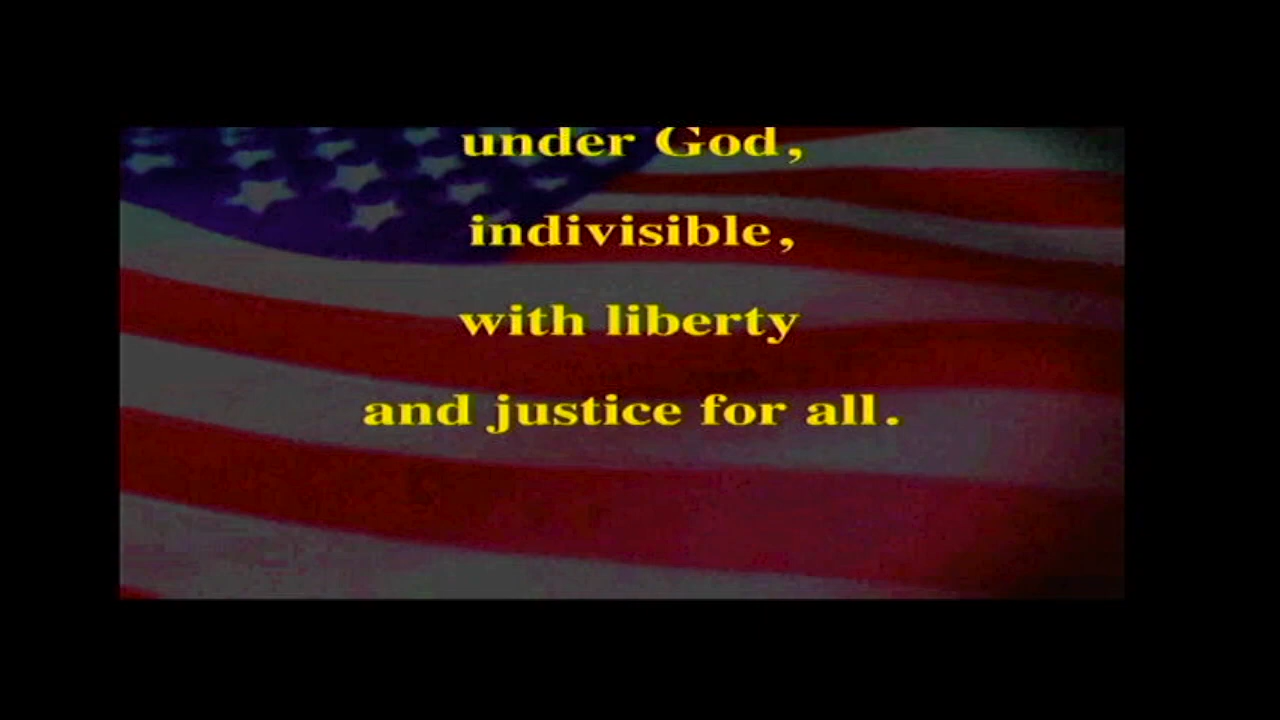 under God,
indivisible,
with liberty
and justice for all.